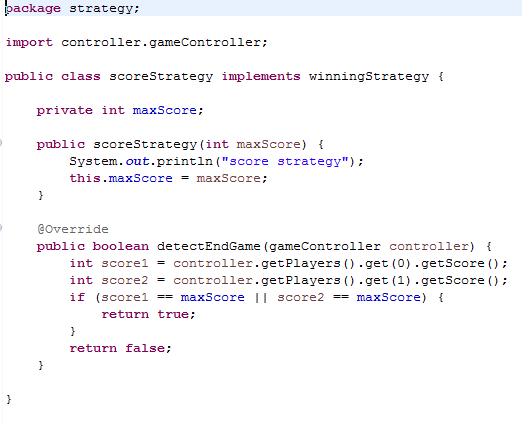 package strategy;
import controller.gameController;
public class scoreStrategy implements winningStrategy {
private int maxScore;
public scoreStrategy(int maxScore) {
System.out.println("score strategy");
this.maxScore = maxScore;
}
@Override
public boolean detectEndGame(gameController controller) {
int score1 = controller.getPlayers().get(0).getScore();
int score2 = controller.getPlayers().get(1).getScore();
if (score1 == maxScore || score2 == maxScore) {
return true;
}
return false;
}
}